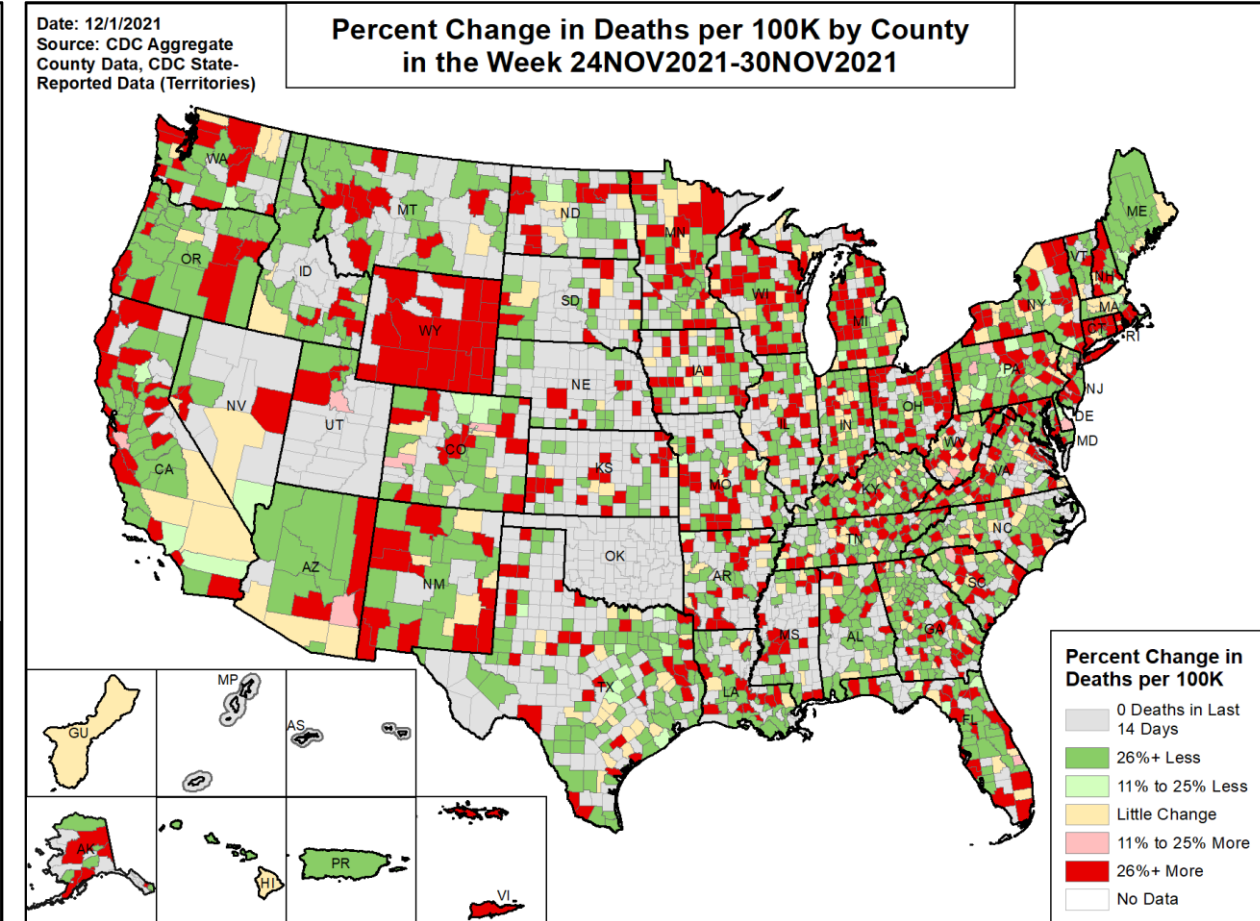 Date: 12/1/2021
Source: CDC Aggregate
County Data, CDC State-
Reported Data (Territories)
Percent Change in Deaths per 100K by County
in the Week 24NOV2021-30NOV2021
WA
MT
ND
MN
ME
OR
ID
SD
WI
MI
VT
NH
NY
MA
CT
RI
WY
IA
PA
NJ
NE
NV
UT
IL
IN
OH
DE
MD
CA
CO
KS
MO
WV
VA
KY
AZ
NM
OK
AR
TN
NC
SC
MS
AL
GA
TX
LA
FL
GU
MP
AS
AK
HI
PR
VI
Percent Change in
Deaths per 100K
0 Deaths in Last
14 Days
26%+ Less
11% to 25% Less
Little Change
11% to 25% More
26%+ More
No Data